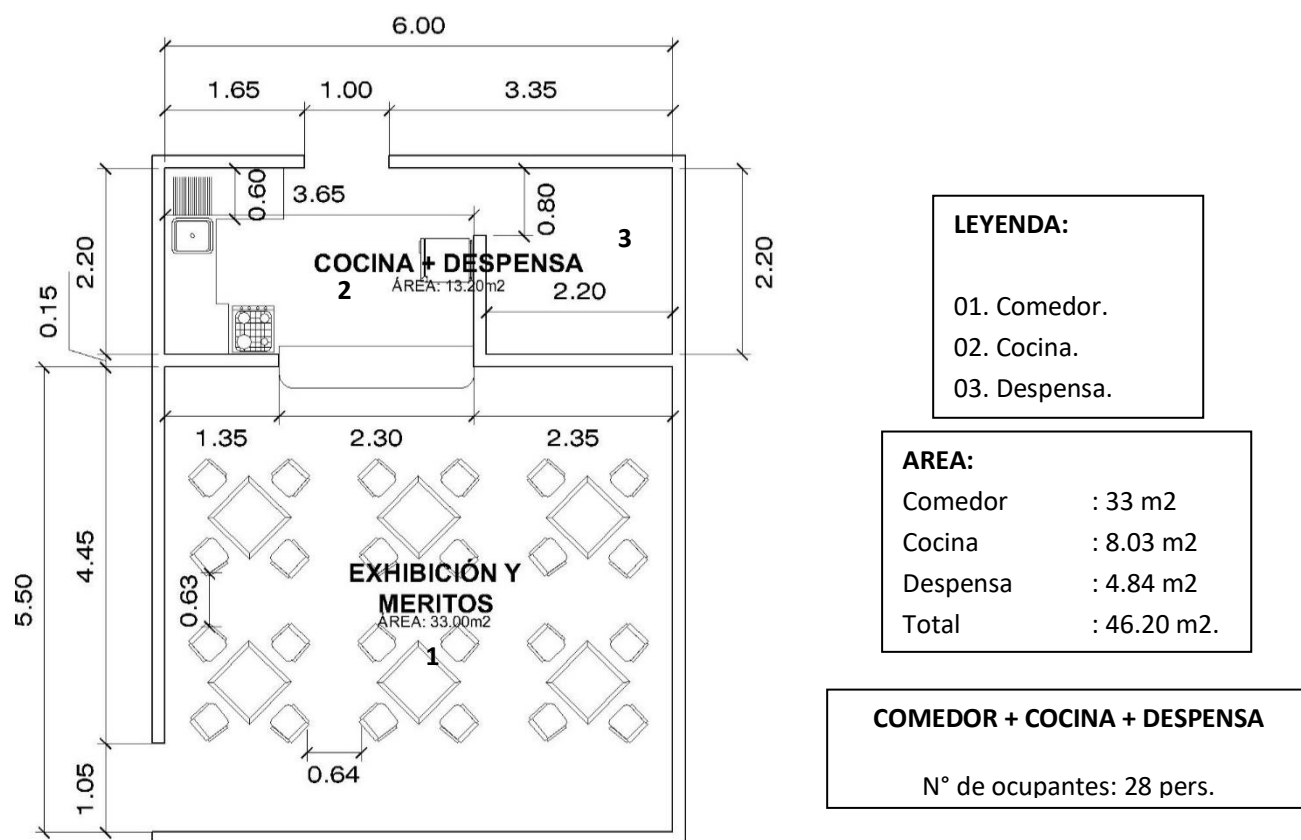 6.00
1.65
1.00
3.35
0.60
3.65
0.80
3
2.20
COCINA + DESPENSA
ÁREA: 13.20m2
2
2.20
2.20
0.15
1.35
2.30
2.35
4.45
5.50
EXHIBICIÓN Y
MERITOS
ÁREA: 33.00m2
0.63
1
0.64
1.05
LEYENDA:
01. Comedor.
02. Cocina.
03. Despensa.
AREA:
Comedor : 33 m2
Cocina : 8.03 m2
Despensa : 4.84 m2
Total : 46.20 m2.
COMEDOR + COCINA + DESPENSA
N° de ocupantes: 28 pers.